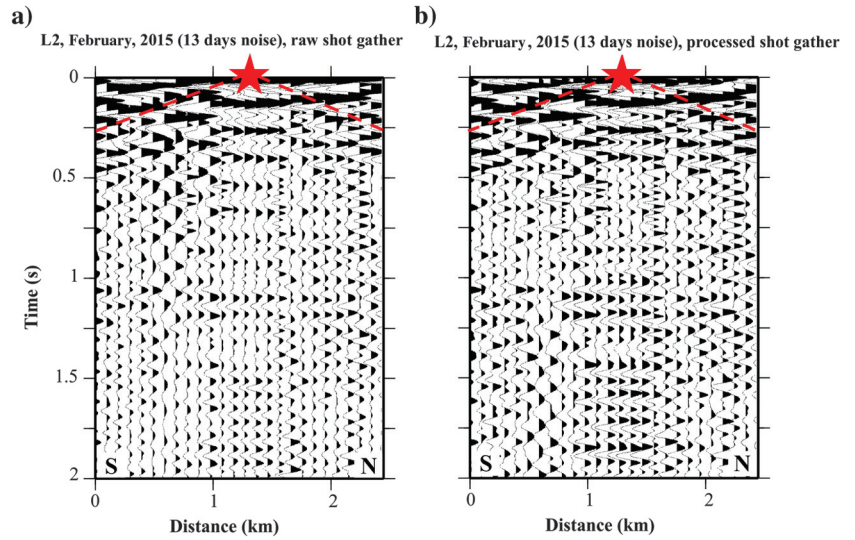 a)
L2, February, 2015 (13 days noise), raw shot gather
0
0.5
1
1.5
2
Time (s)
S
N
0
1
2
Distance (km)
b)
L2, February, 2015 (13 days noise), processed shot gather
0
0.5
1
1.5
2
S
N
0
1
2
Distance (km)